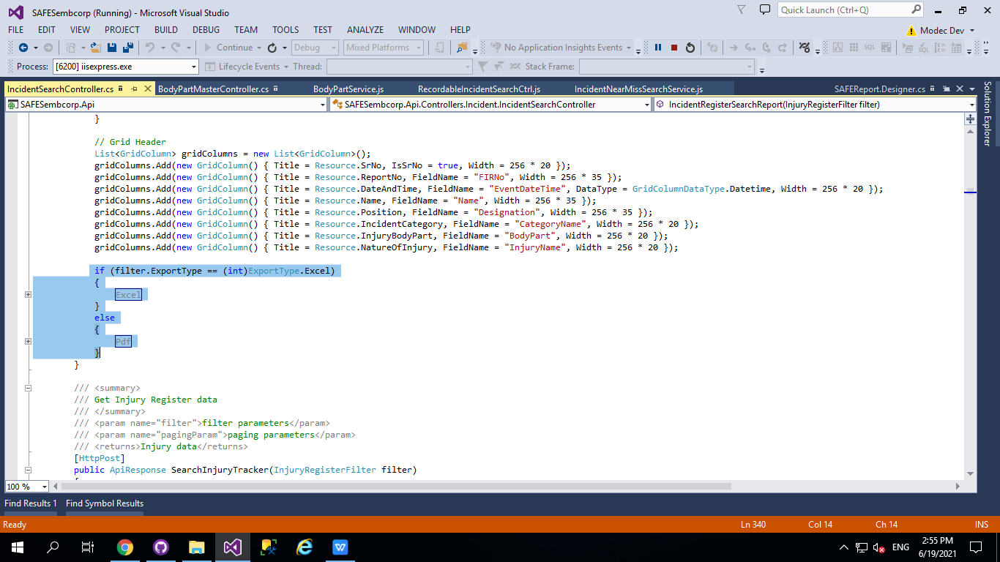 SAFESembcorp (Running) - Microsoft Visual Studio
Quick Launch (Ctrl+Q)
FILE EDIT VIEW PROJECT BUILD DEBUG TEAM TOOLS TEST ANALYZE WINDOW HELP
Modec Dev
Continue Debug Mixed Platforms No Application Insights Events
Process: [6200] iisexpress.exe Lifecycle Events Thread: Stack Frame:
IncidentSearchController.cs BodyPartMasterController.cs BodyPartService.js RecordableIncidentSearchCtrl.js IncidentNearMissSearchService.js SAFEReport.Designer.cs
Solution Explorer
SAFESembcorp.Api SAFESembcorp.Api.Controllers.Incident.IncidentSearchController IncidentRegisterSearchReport(InjuryRegisterFilter filter)
}
// Grid Header
List<GridColumn> gridColumns = new List<GridColumn>();
gridColumns.Add(new GridColumn() { Title = Resource.SrNo, IsSrNo = true, Width = 256 * 20 });
gridColumns.Add(new GridColumn() { Title = Resource.ReportNo, FieldName = "FIRNo", Width = 256 * 35 });
gridColumns.Add(new GridColumn() { Title = Resource.DateAndTime, FieldName = "EventDateTime", DataType = GridColumnDataType.Datetime, Width = 256 * 20 });
gridColumns.Add(new GridColumn() { Title = Resource.Name, FieldName = "Name", Width = 256 * 35 });
gridColumns.Add(new GridColumn() { Title = Resource.Position, FieldName = "Designation", Width = 256 * 35 });
gridColumns.Add(new GridColumn() { Title = Resource.IncidentCategory, FieldName = "CategoryName", Width = 256 * 20 });
gridColumns.Add(new GridColumn() { Title = Resource.InjuryBodyPart, FieldName = "BodyPart", Width = 256 * 20 });
gridColumns.Add(new GridColumn() { Title = Resource.NatureOfInjury, FieldName = "InjuryName", Width = 256 * 20 });
if (filter.ExportType == (int)ExportType.Excel)
{
Excel
}
else
{
Pdf
}
}
/// <summary>
/// Get Injury Register data
/// </summary>
/// <param name="filter">filter parameters</param>
/// <param name="pagingParam">paging parameters</param>
/// <returns>Injury data</returns>
[HttpPost]
public ApiResponse SearchInjuryTracker(InjuryRegisterFilter filter)
100 %
Find Results 1 Find Symbol Results
Ready Ln 340 Col 14 Ch 14 INS
ENG
2:55 PM
6/19/2021